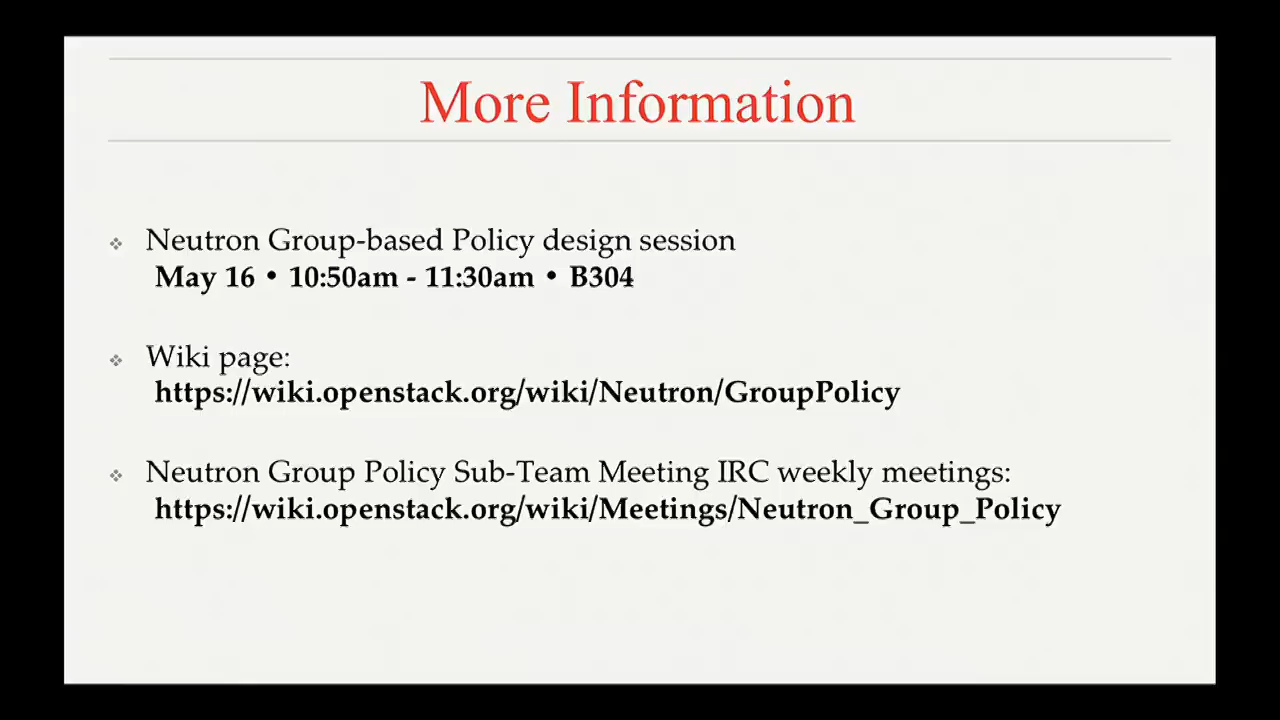 More Information
Neutron Group-based Policy design session
May 16 • 10:50am - 11:30am • B304
Wiki page:
https://wiki.openstack.org/wiki/Neutron/GroupPolicy
Neutron Group Policy Sub-Team Meeting IRC weekly meetings:
https://wiki.openstack.org/wiki/Meetings/Neutron_Group_Policy